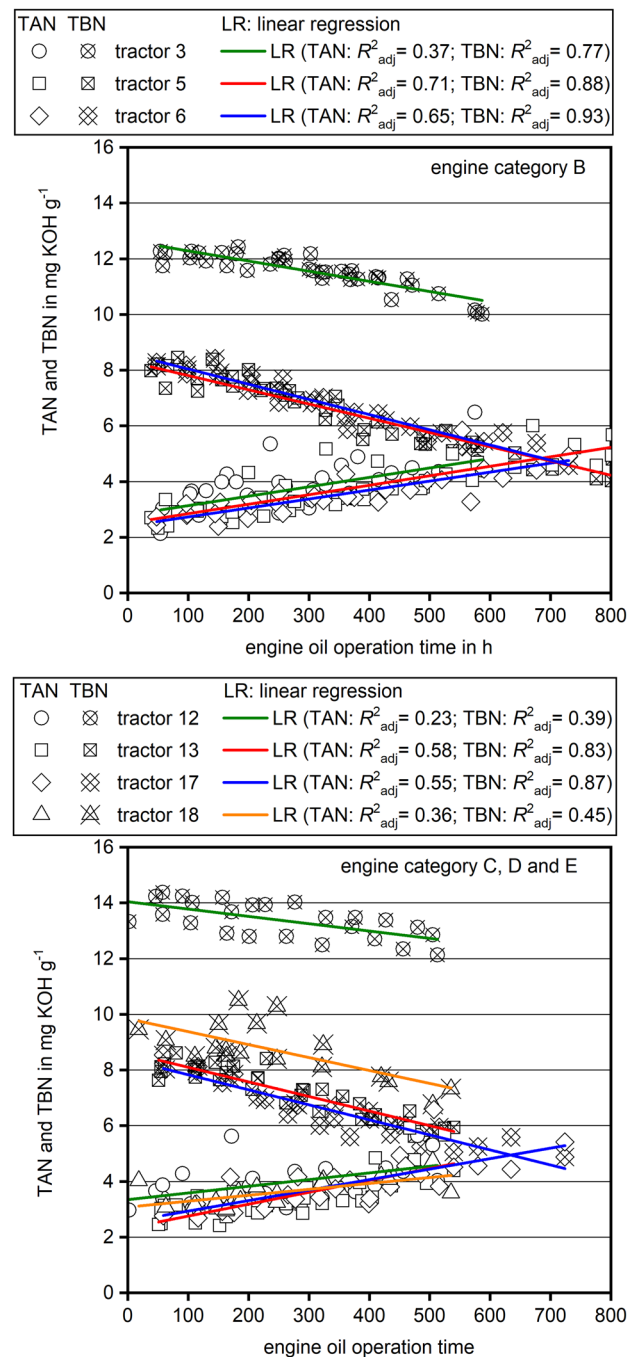 TAN TBN LR: linear regression
tractor 3 LR (TAN: R²adj= 0.37; TBN: R²adj= 0.77)
tractor 5 LR (TAN: R²adj= 0.71; TBN: R²adj= 0.88)
tractor 6 LR (TAN: R²adj= 0.65; TBN: R²adj= 0.93)
16
engine category B
14
12
10
8
6
4
2
0
TAN and TBN in mg KOH g⁻¹
0 100 200 300 400 500 600 700 800
engine oil operation time in h
TAN TBN LR: linear regression
tractor 12 LR (TAN: R²adj= 0.23; TBN: R²adj= 0.39)
tractor 13 LR (TAN: R²adj= 0.58; TBN: R²adj= 0.83)
tractor 17 LR (TAN: R²adj= 0.55; TBN: R²adj= 0.87)
tractor 18 LR (TAN: R²adj= 0.36; TBN: R²adj= 0.45)
16
engine category C, D and E
14
12
10
8
6
4
2
0
TAN and TBN in mg KOH g⁻¹
0 100 200 300 400 500 600 700 800
engine oil operation time